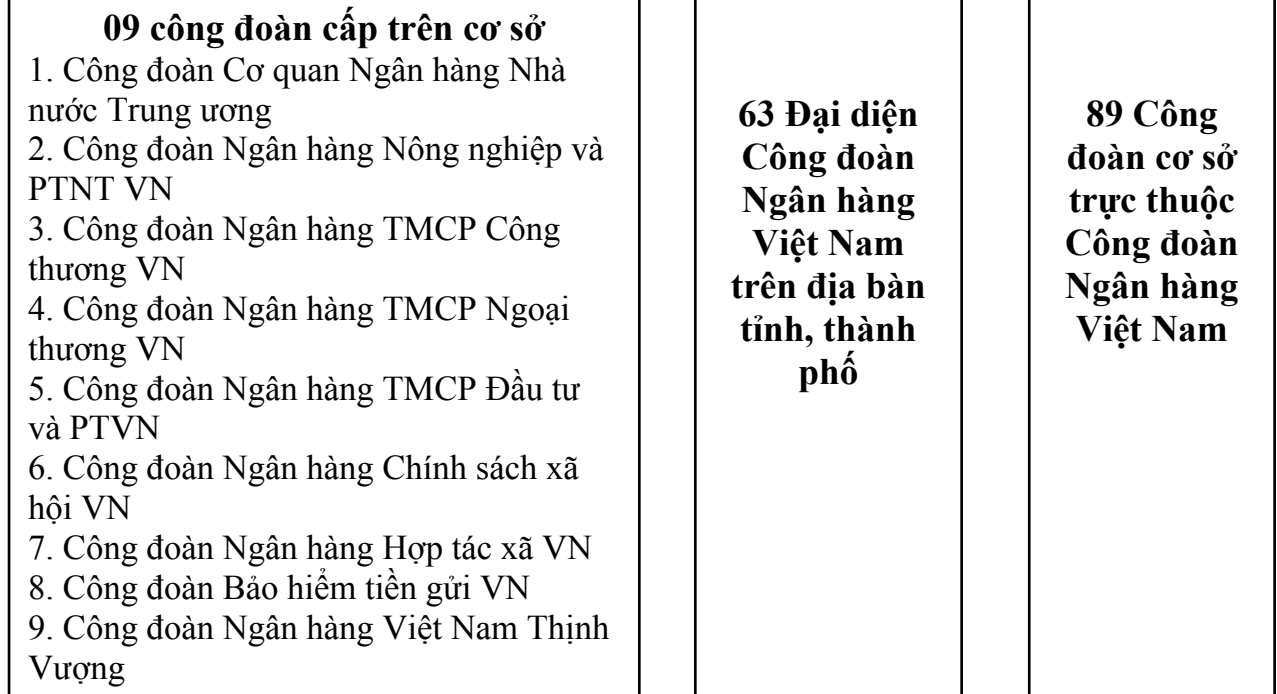 09 công đoàn cấp trên cơ sở
1. Công đoàn Cơ quan Ngân hàng Nhà
nước Trung ương
2. Công đoàn Ngân hàng Nông nghiệp và
PTNT VN
3. Công đoàn Ngân hàng TMCP Công
thương VN
4. Công đoàn Ngân hàng TMCP Ngoại
thương VN
5. Công đoàn Ngân hàng TMCP Đầu tư
và PTVN
6. Công đoàn Ngân hàng Chính sách xã
hội VN
7. Công đoàn Ngân hàng Hợp tác xã VN
8. Công đoàn Bảo hiểm tiền gửi VN
9. Công đoàn Ngân hàng Việt Nam Thịnh
Vượng
63 Đại diện
Công đoàn
Ngân hàng
Việt Nam
trên địa bàn
tỉnh, thành
phố
89 Công
đoàn cơ sở
trực thuộc
Công đoàn
Ngân hàng
Việt Nam